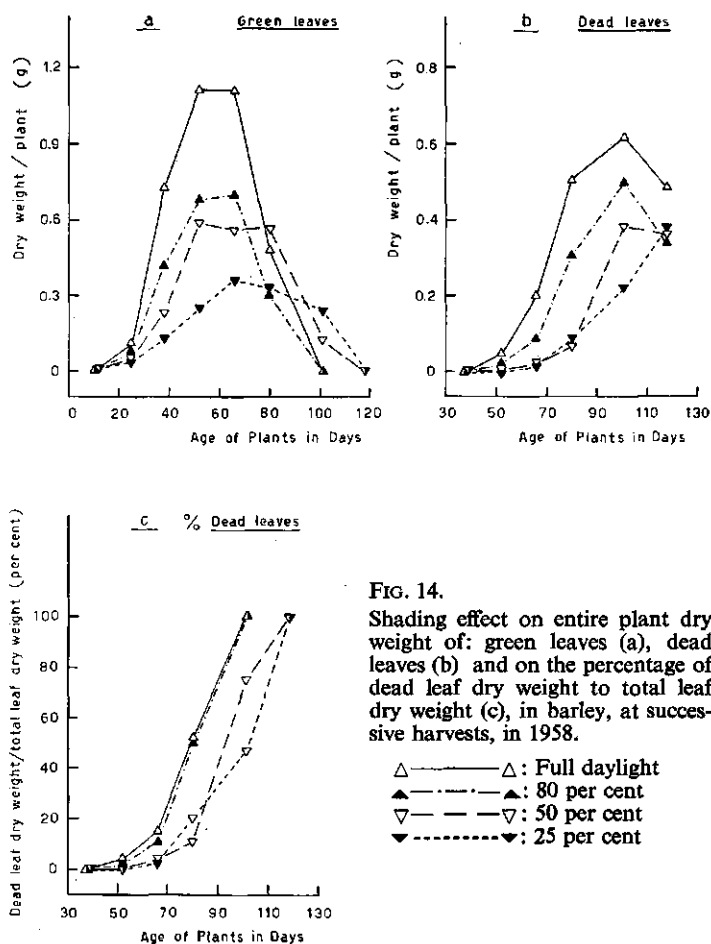 a Green leaves
Dry weight / plant (g)
1.2
0.9
0.6
0.3
0
0 20 40 60 80 100 120
Age of Plants in Days
b Dead leaves
Dry weight / plant (g)
0.8
0.6
0.4
0.2
0
30 50 70 90 110 130
Age of Plants in Days
c % Dead leaves
Dead leaf dry weight/total leaf dry weight (per cent)
100
80
60
40
20
0
30 50 70 90 110 130
Age of Plants in Days
FIG. 14.
Shading effect on entire plant dry
weight of: green leaves (a), dead
leaves (b) and on the percentage of
dead leaf dry weight to total leaf
dry weight (c), in barley, at succes-
sive harvests, in 1958.
: Full daylight
: 80 per cent
: 50 per cent
: 25 per cent